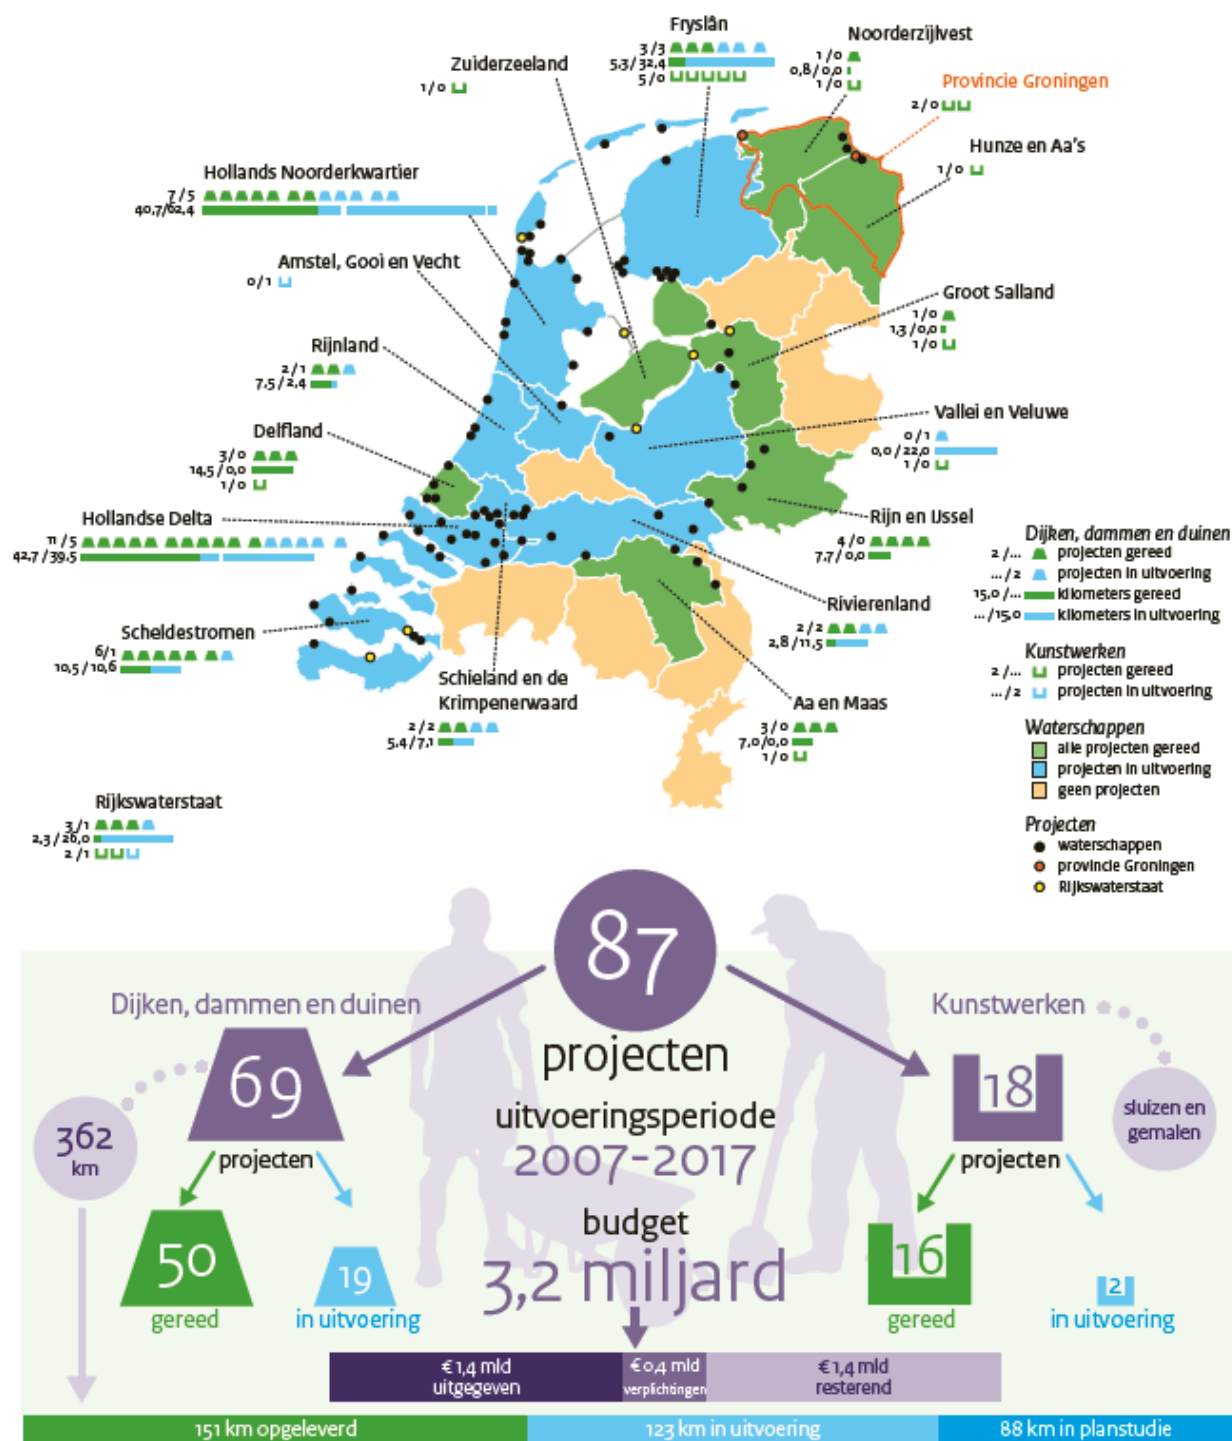 Fryslân
3/3
5,3/32,4
5/0
Noorderzijlvest
1/0
0,8/0,0
1/0
Zuiderzeeland
1/0
Provincie Groningen
2/0
Hunze en Aa's
1/0
Hollands Noorderkwartier
7/5
40,7/62,4
Amstel, Gooi en Vecht
0/1
Groot Salland
1/0
1,3/0,0
1/0
Rijnland
2/1
7,5/2,4
Vallei en Veluwe
0/1
0,0/22,0
1/0
Delfland
3/0
14,5/0,0
1/0
Hollandse Delta
11/5
42,7/39,5
Rijn en IJssel
4/0
7,7/0,0
Rivierenland
2/2
2,8/11,5
Scheldestromen
6/1
10,5/10,6
Schieland en de
Krimpenerwaard
2/2
5,4/7,1
Aa en Maas
3/0
7,0/0,0
1/0
Rijkswaterstaat
3/1
2,3/26,0
2/1
Dijken, dammen en duinen
2/... projecten gereed
.../2 projecten in uitvoering
15,0/... kilometers gereed
.../15,0 kilometers in uitvoering
Kunstwerken
2/... projecten gereed
.../2 projecten in uitvoering
Waterschappen
alle projecten gereed
projecten in uitvoering
geen projecten
Projecten
waterschappen
provincie Groningen
Rijkswaterstaat
87
projecten
uitvoeringsperiode
2007-2017
budget
3,2 miljard
Dijken, dammen en duinen
69
projecten
362
km
50
gereed
19
in uitvoering
Kunstwerken
18
projecten
sluizen en
gemalen
16
gereed
2
in uitvoering
€1,4 mld
uitgegeven
€0,4 mld
verplichtingen
€1,4 mld
resterend
151 km opgeleverd
123 km in uitvoering
88 km in planstudie